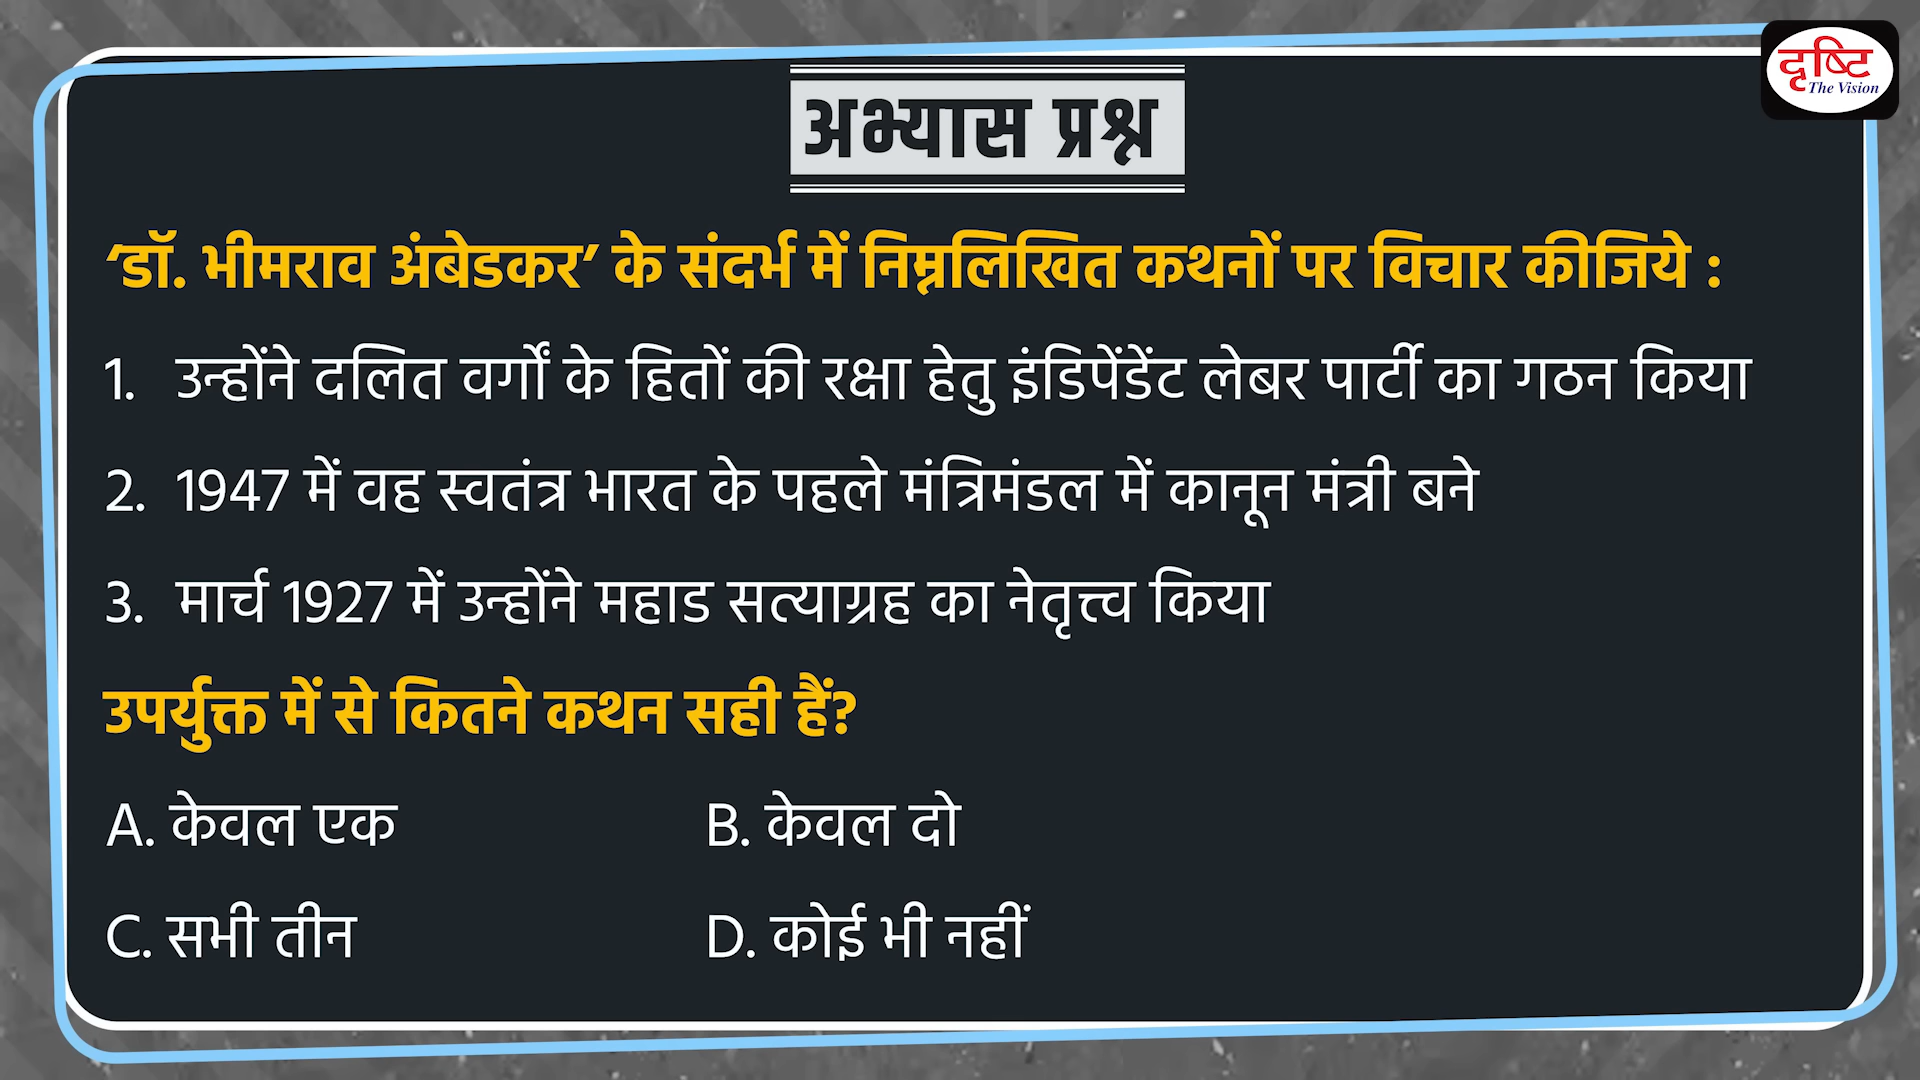 दृष्टि
The Vision
अभ्यास प्रश्न
‘डॉ. भीमराव अंबेडकर’ के संदर्भ में निम्नलिखित कथनों पर विचार कीजिये :
1. उन्होंने दलित वर्गों के हितों की रक्षा हेतु इंडिपेंडेंट लेबर पार्टी का गठन किया
2. 1947 में वह स्वतंत्र भारत के पहले मंत्रिमंडल में कानून मंत्री बने
3. मार्च 1927 में उन्होंने महाड सत्याग्रह का नेतृत्त्व किया
उपर्युक्त में से कितने कथन सही हैं?
A. केवल एक B. केवल दो
C. सभी तीन D. कोई भी नहीं